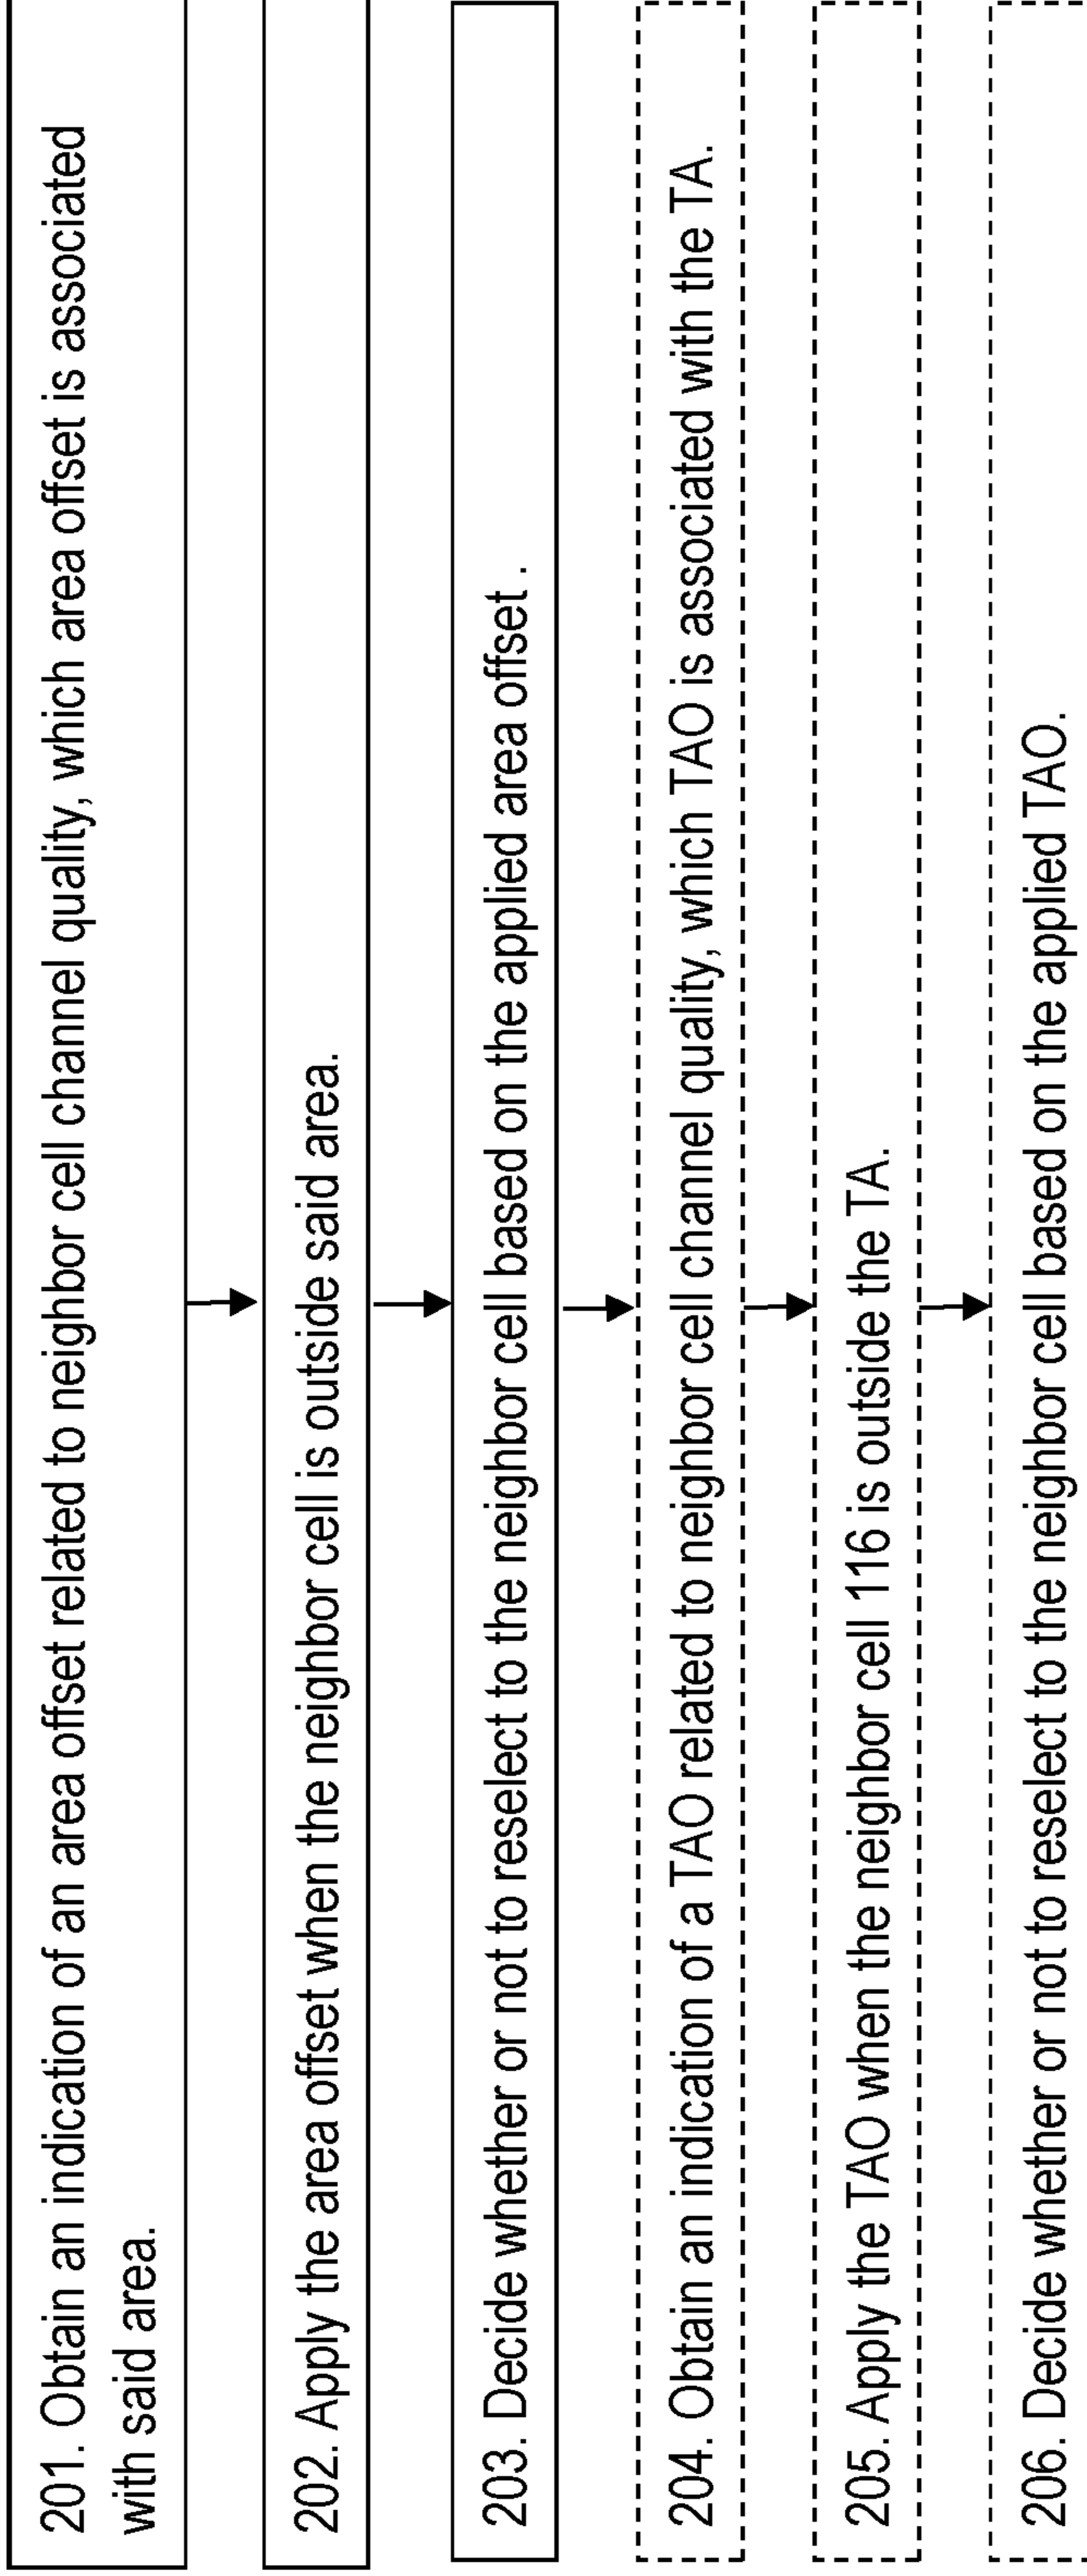 201. Obtain an indication of an area offset related to neighbor cell channel quality, which area offset is associated
with said area.
202. Apply the area offset when the neighbor cell is outside said area.
203. Decide whether or not to reselect to the neighbor cell based on the applied area offset .
204. Obtain an indication of a TAO related to neighbor cell channel quality, which TAO is associated with the TA.
205. Apply the TAO when the neighbor cell 116 is outside the TA.
206. Decide whether or not to reselect to the neighbor cell based on the applied TAO.